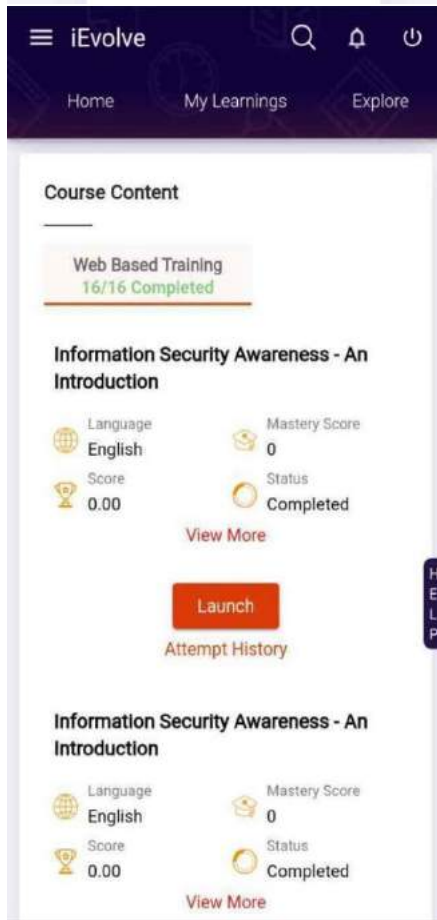 iEvolve
Home My Learnings Explore
Course Content
Web Based Training
16/16 Completed
Information Security Awareness - An
Introduction
Language Mastery Score
English 0
Score Status
0.00 Completed
View More
Launch
Attempt History
HELP
Information Security Awareness - An
Introduction
Language Mastery Score
English 0
Score Status
0.00 Completed
View More